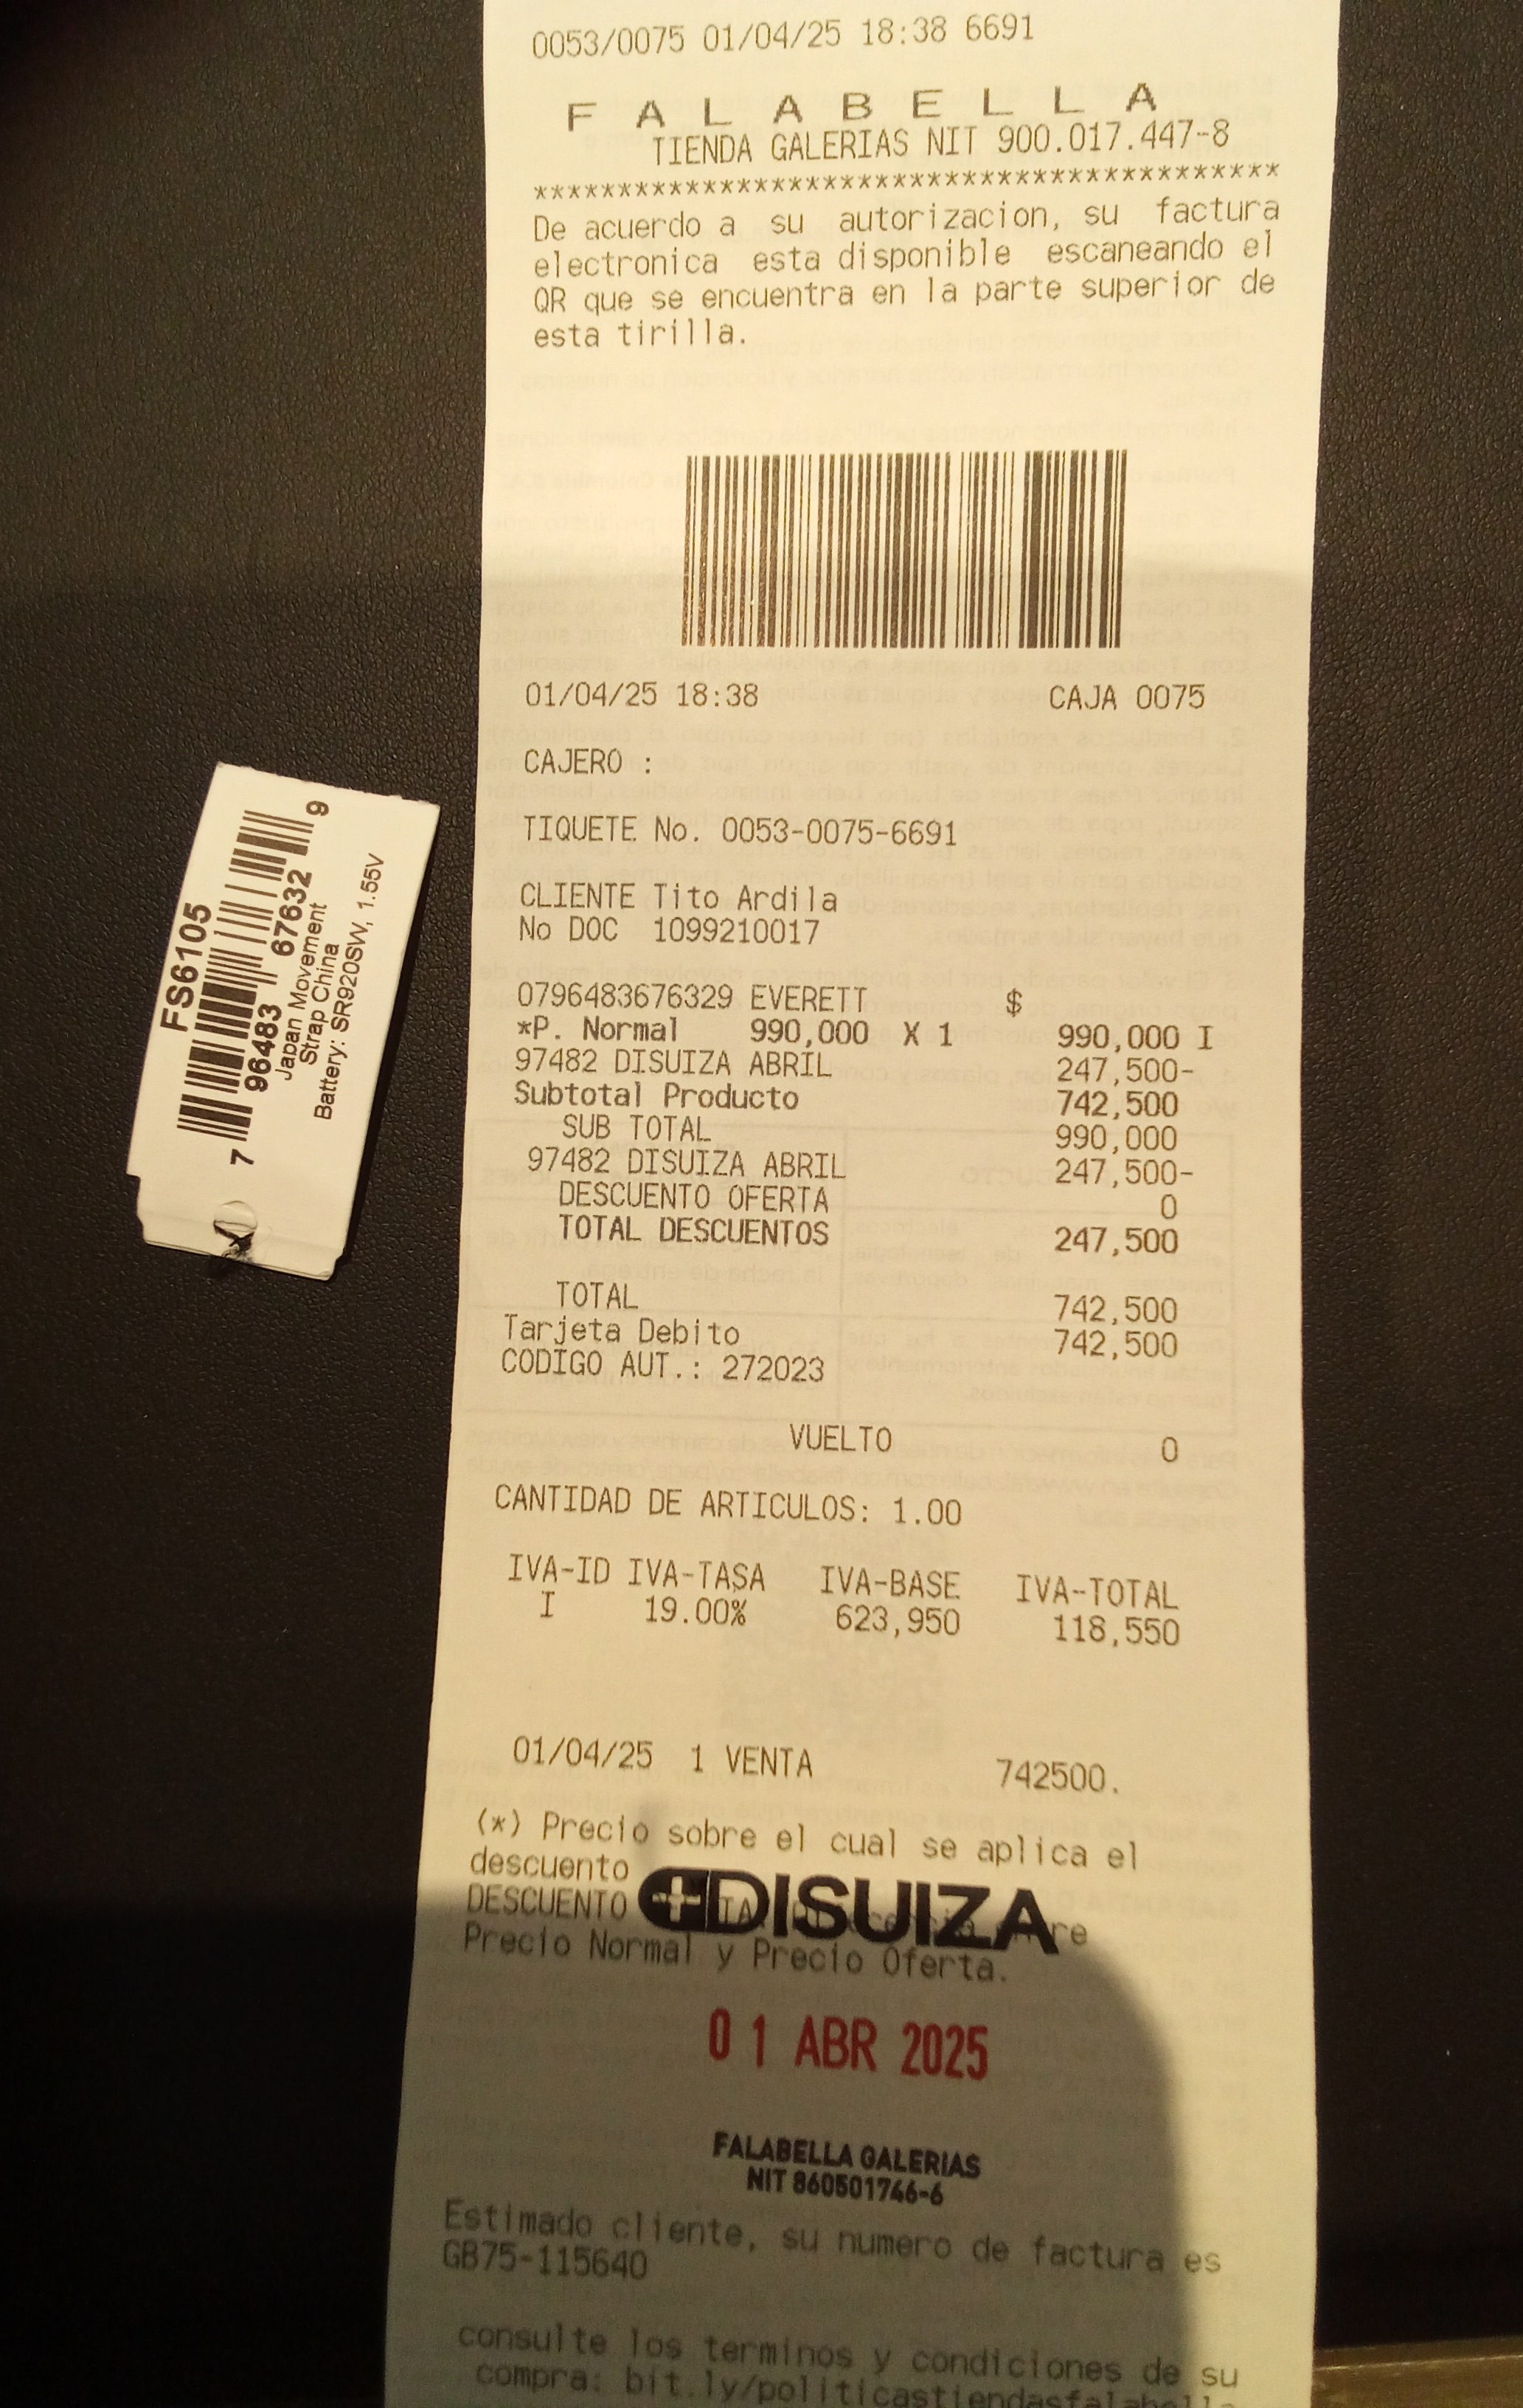 0053/0075 01/04/25 18:38 6691
FALABELLA
TIENDA GALERIAS NIT 900.017.447-8
*********************************************
De acuerdo a su autorizacion, su factura
electronica esta disponible escaneando el
QR que se encuentra en la parte superior de
esta tirilla.
01/04/25 18:38 CAJA 0075
CAJERO :
TIQUETE No. 0053-0075-6691
CLIENTE Tito Ardila
No DOC 1099210017
0796483676329 EVERETT $
*P. Normal 990,000 X 1 990,000 I
97482 DISUIZA ABRIL 247,500-
Subtotal Producto 742,500
SUB TOTAL 990,000
97482 DISUIZA ABRIL 247,500-
DESCUENTO OFERTA 0
TOTAL DESCUENTOS 247,500
TOTAL 742,500
Tarjeta Debito 742,500
CODIGO AUT.: 272023
VUELTO 0
CANTIDAD DE ARTICULOS: 1.00
IVA-ID IVA-TASA IVA-BASE IVA-TOTAL
I 19.00% 623,950 118,550
01/04/25 1 VENTA 742500.
(*) Precio sobre el cual se aplica el
descuento
DISUIZA
DESCUENTO
Precio Normal y Precio Oferta.
01 ABR 2025
FALABELLA GALERIAS
NIT 860501746-6
Estimado cliente, su numero de factura es
GB75-115640
consulte los terminos y condiciones de su
compra: bit.ly/politicastiendasfalabella
FS6105
7 96483 67632 9
Japan Movement
Strap China
Battery: SR920SW, 1.55V